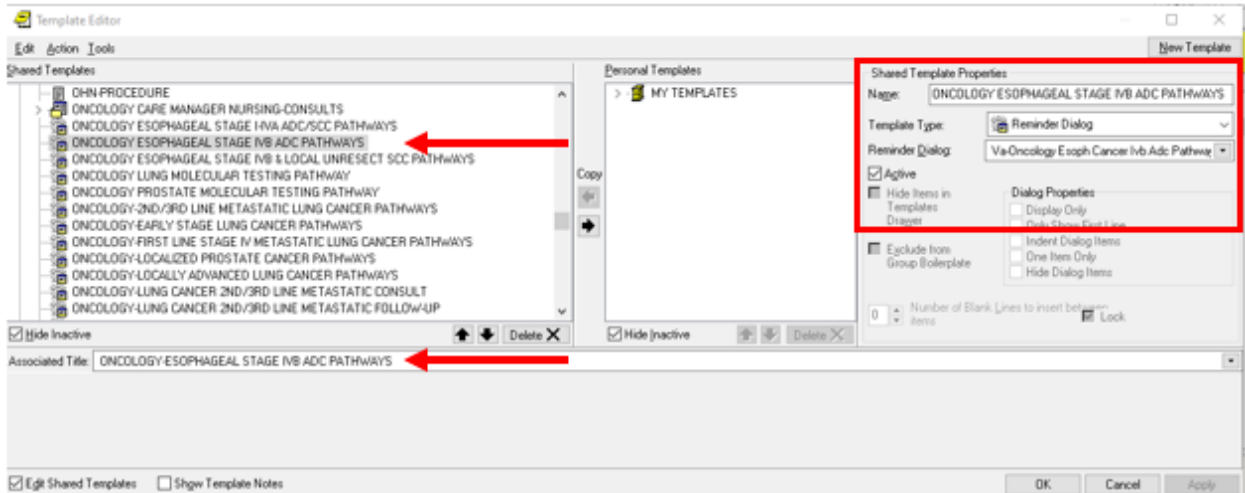 Template Editor
Edit Action Tools
New Template
Shared Templates
OHN-PROCEDURE
ONCOLOGY CARE MANAGER NURSING-CONSULTS
ONCOLOGY ESOPHAGEAL STAGE I-IVA ADC/SCC PATHWAYS
ONCOLOGY ESOPHAGEAL STAGE IVB ADC PATHWAYS
ONCOLOGY ESOPHAGEAL STAGE IVB & LOCAL UNRESECT SCC PATHWAYS
ONCOLOGY LUNG MOLECULAR TESTING PATHWAY
ONCOLOGY PROSTATE MOLECULAR TESTING PATHWAY
ONCOLOGY-2ND/3RD LINE METASTATIC LUNG CANCER PATHWAYS
ONCOLOGY-EARLY STAGE LUNG CANCER PATHWAYS
ONCOLOGY-FIRST LINE STAGE IV METASTATIC LUNG CANCER PATHWAYS
ONCOLOGY-LOCALIZED PROSTATE CANCER PATHWAYS
ONCOLOGY-LOCALLY ADVANCED LUNG CANCER PATHWAYS
ONCOLOGY-LUNG CANCER 2ND/3RD LINE METASTATIC CONSULT
ONCOLOGY-LUNG CANCER 2ND/3RD LINE METASTATIC FOLLOW-UP
Hide Inactive
Delete
Copy
Personal Templates
MY TEMPLATES
Hide Inactive
Delete
Shared Template Properties
Name: ONCOLOGY ESOPHAGEAL STAGE IVB ADC PATHWAYS
Template Type: Reminder Dialog
Reminder Dialog: Va-Oncology Esoph Cancer Ivb Adc Pathway
Active
Hide Items in
Templates
Drawer
Dialog Properties
Display Only
Only Show First Line
Indent Dialog Items
One Item Only
Hide Dialog Items
Exclude from
Group Boilerplate
0 Number of Blank Lines to insert between
items
Lock
Associated Title: ONCOLOGY-ESOPHAGEAL STAGE IVB ADC PATHWAYS
Edit Shared Templates Show Template Notes
OK Cancel Apply